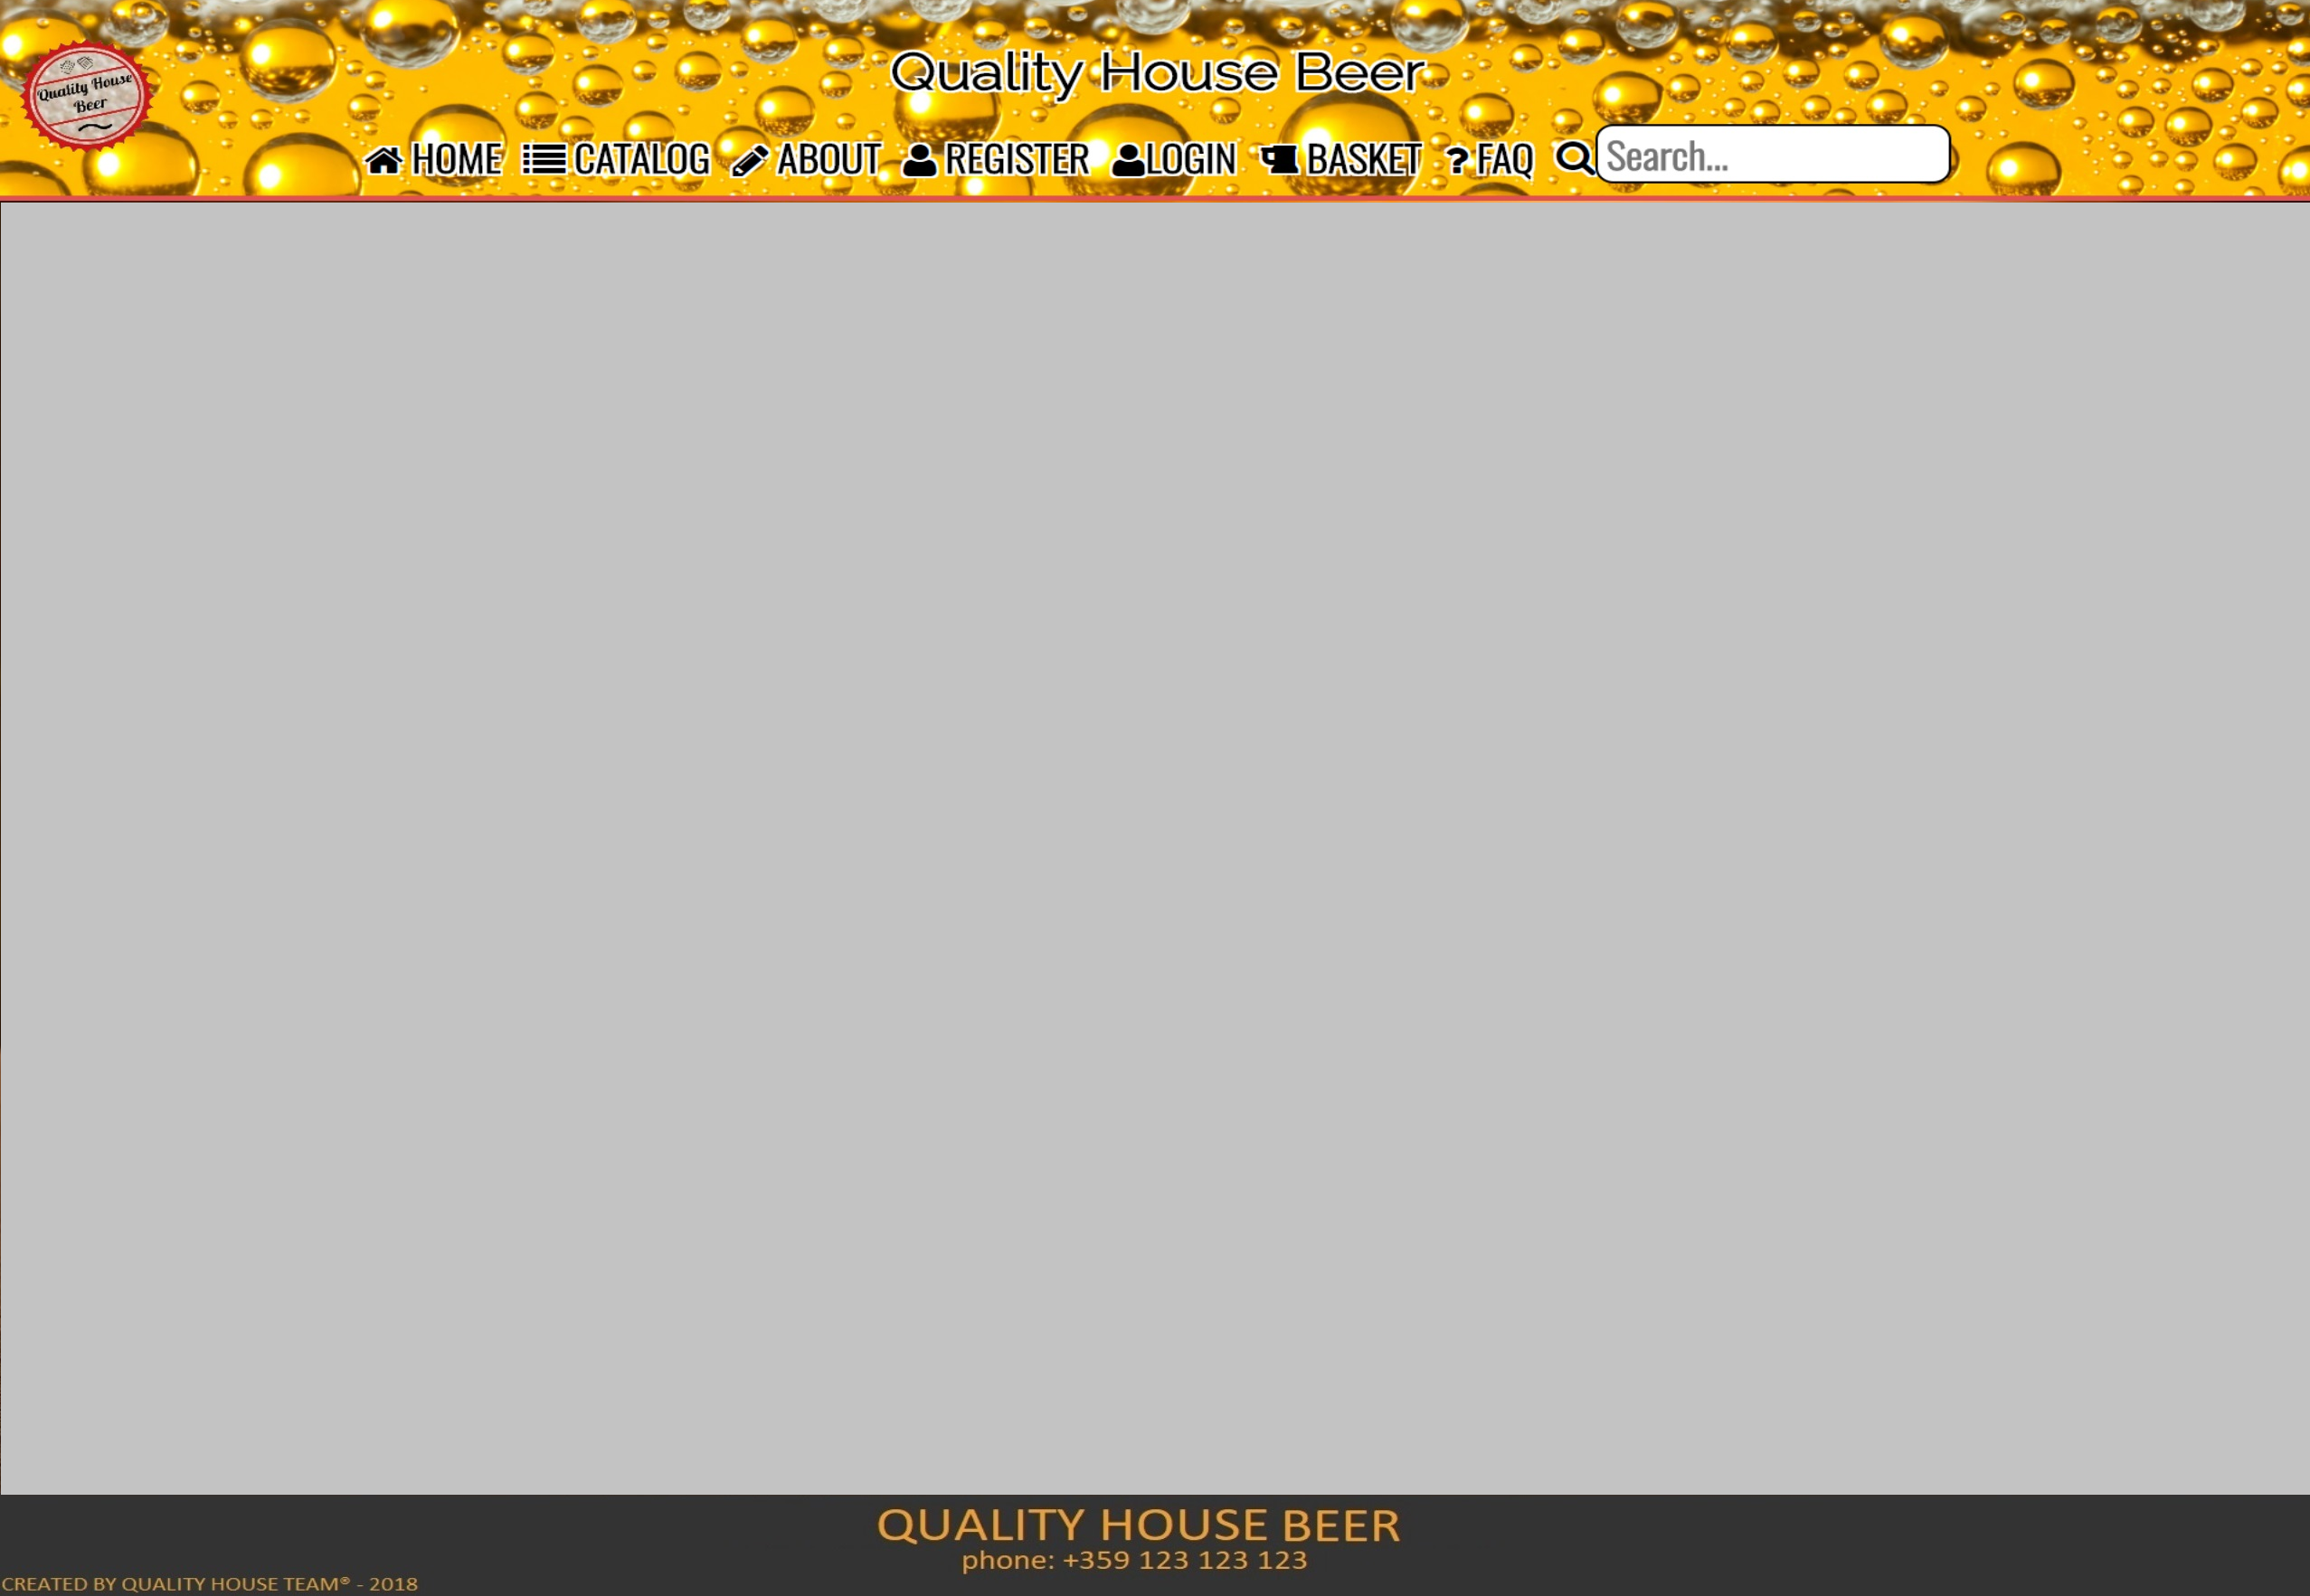 Quality House Beer
Quality House
Beer
HOME CATALOG ABOUT REGISTER LOGIN BASKET ? FAQ Search...
QUALITY HOUSE BEER
phone: +359 123 123 123
CREATED BY QUALITY HOUSE TEAM® - 2018